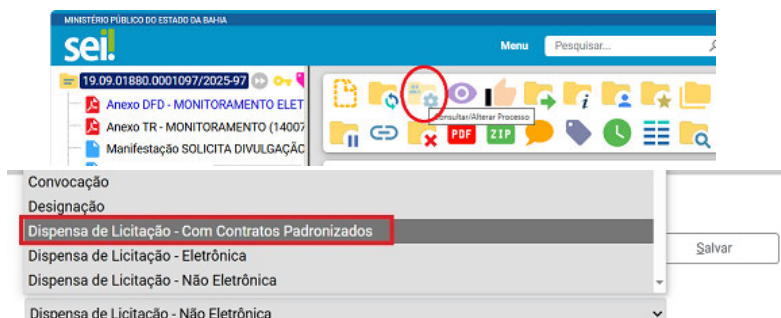 MINISTÉRIO PÚBLICO DO ESTADO DA BAHIA
sei!
Menu
Pesquisar...
19.09.01880.0001097/2025-97
Anexo DFD - MONITORAMENTO ELET
Anexo TR - MONITORAMENTO (14007
Manifestação SOLICITA DIVULGAÇÃO
Consultar/Alterar Processo
PDF
ZIP
Convocação
Designação
Dispensa de Licitação - Com Contratos Padronizados
Dispensa de Licitação - Eletrônica
Dispensa de Licitação - Não Eletrônica
Salvar
Dispensa de Licitação - Não Eletrônica